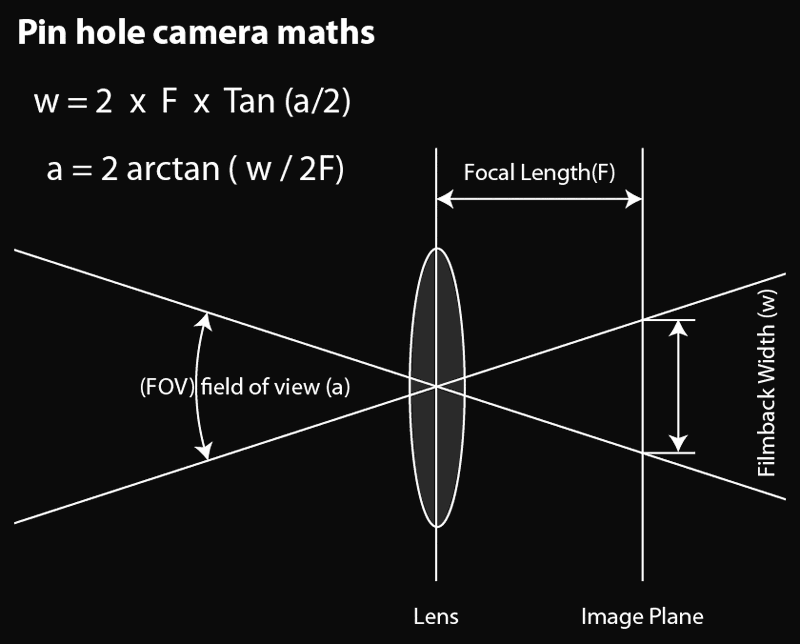 Pin hole camera maths
w = 2 x F x Tan (a/2)
a = 2 arctan ( w / 2F)
Focal Length(F)
(FOV) field of view (a)
Filmback Width (w)
Lens
Image Plane